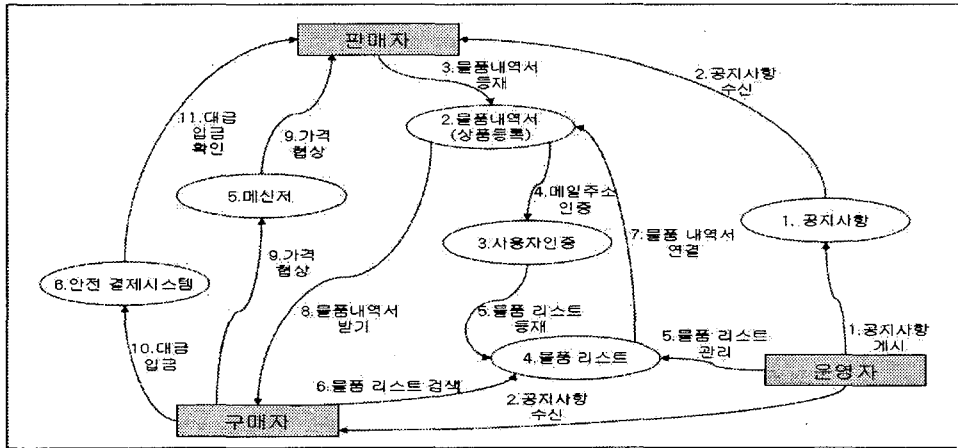 판매자
3.물품내역서
등재
2.공지사항
수신
11.대금
입금
확인
9.가격
협상
2.물품내역서
(상품등록)
5.메신저
4.메일주소
인증
1. 공지사항
3.사용자인증
7.물품 내역서
연결
9.가격
협상
6.안전 결제시스템
8.물품내역서
받기
5.물품 리스트
등재
10.대금
입금
4.물품 리스트
5.물품 리스트
관리
1.공지사항
게시
운영자
6.물품 리스트 검색
2.공지사항
수신
구매자